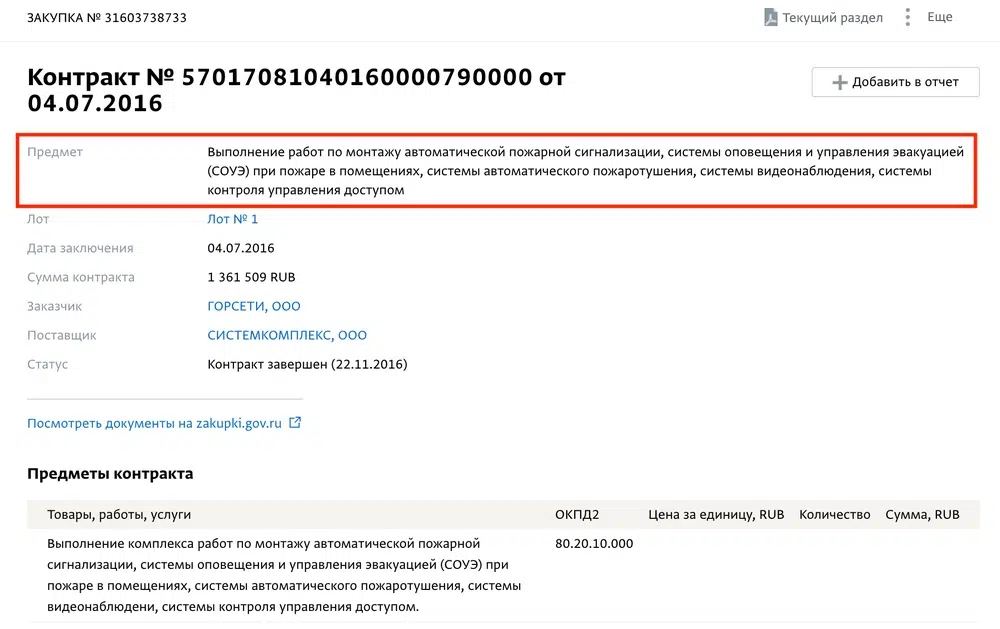 ЗАКУПКА № 31603738733
Текущий раздел
Еще
Контракт № 57017081040160000790000 от
04.07.2016
Добавить в отчет
Предмет
Выполнение работ по монтажу автоматической пожарной сигнализации, системы оповещения и управления эвакуацией
(СОУЭ) при пожаре в помещениях, системы автоматического пожаротушения, системы видеонаблюдения, системы
контроля управления доступом
Лот
Лот № 1
Дата заключения
04.07.2016
Сумма контракта
1 361 509 RUB
Заказчик
ГОРСЕТИ, ООО
Поставщик
СИСТЕМКОМПЛЕКС, ООО
Статус
Контракт завершен (22.11.2016)
Посмотреть документы на zakupki.gov.ru
Предметы контракта
Товары, работы, услуги
ОКПД2
Цена за единицу, RUB
Количество
Сумма, RUB
Выполнение комплекса работ по монтажу автоматической пожарной
80.20.10.000
сигнализации, системы оповещения и управления эвакуацией (СОУЭ) при
пожаре в помещениях, системы автоматического пожаротушения, системы
видеонаблюдени, системы контроля управления доступом.